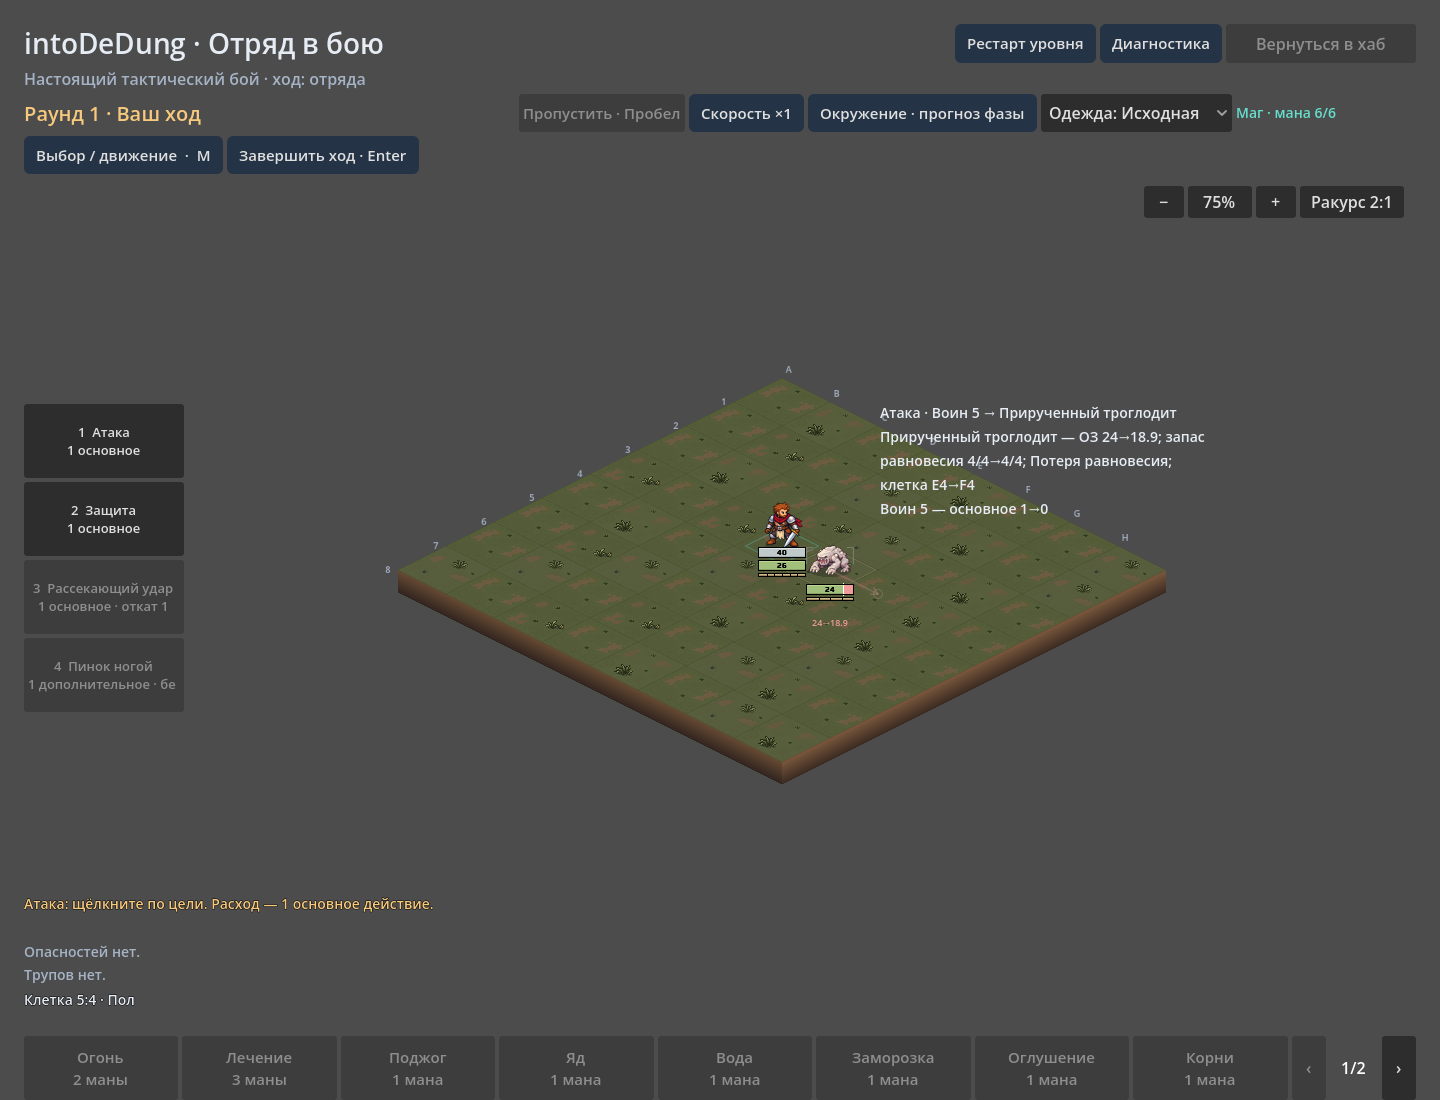 intoDeDung · Отряд в бою
Рестарт уровня
Диагностика
Вернуться в хаб
Настоящий тактический бой · ход: отряда
Раунд 1 · Ваш ход
Пропустить · Пробел
Скорость ×1
Окружение · прогноз фазы
Одежда: Исходная
Маг · мана 6/6
Выбор / движение · M
Завершить ход · Enter
−
75%
+
Ракурс 2:1
A
B
1
2
3
4
5
6
7
8
F
G
H
Атака · Воин 5 → Прирученный троглодит
Прирученный троглодит — ОЗ 24→18.9; запас
равновесия 4/4→4/4; Потеря равновесия;
клетка E4→F4
Воин 5 — основное 1→0
1 Атака
1 основное
2 Защита
1 основное
3 Рассекающий удар
1 основное · откат 1
4 Пинок ногой
1 дополнительное · бе
40
26
24
24→18.9
Атака: щёлкните по цели. Расход — 1 основное действие.
Опасностей нет.
Трупов нет.
Клетка 5:4 · Пол
Огонь
2 маны
Лечение
3 маны
Поджог
1 мана
Яд
1 мана
Вода
1 мана
Заморозка
1 мана
Оглушение
1 мана
Корни
1 мана
‹
1/2
›